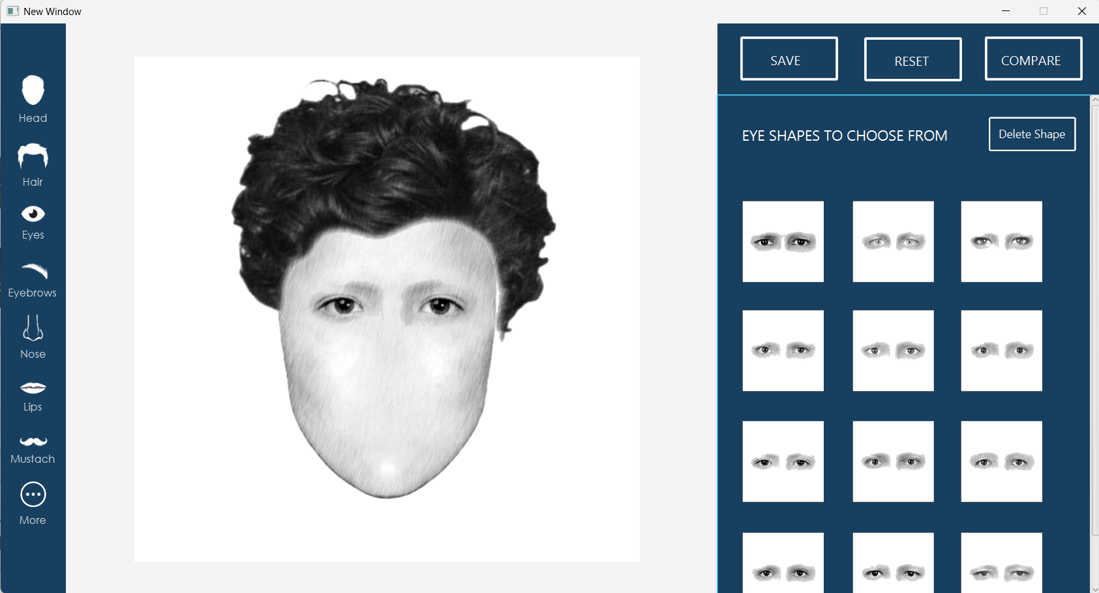 New Window
Head
Hair
Eyes
Eyebrows
Nose
Lips
Mustach
More
SAVE
RESET
COMPARE
EYE SHAPES TO CHOOSE FROM
Delete Shape